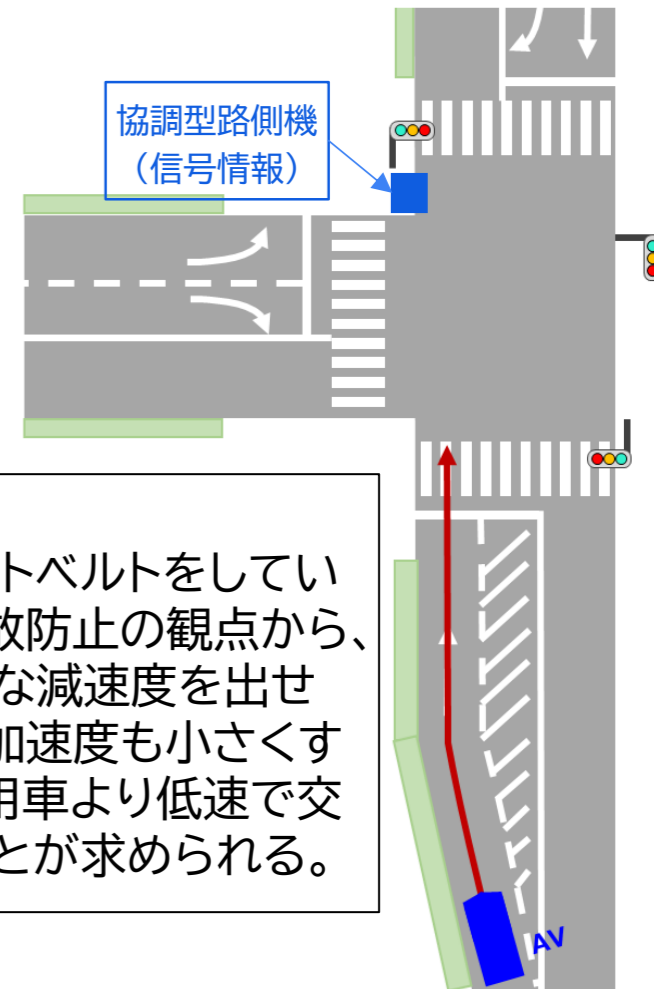 協調型路側機
（信号情報）
トベルトをしてい
故防止の観点から、
な減速度を出せ
加速度も小さくす
用車より低速で交
とが求められる。
AV